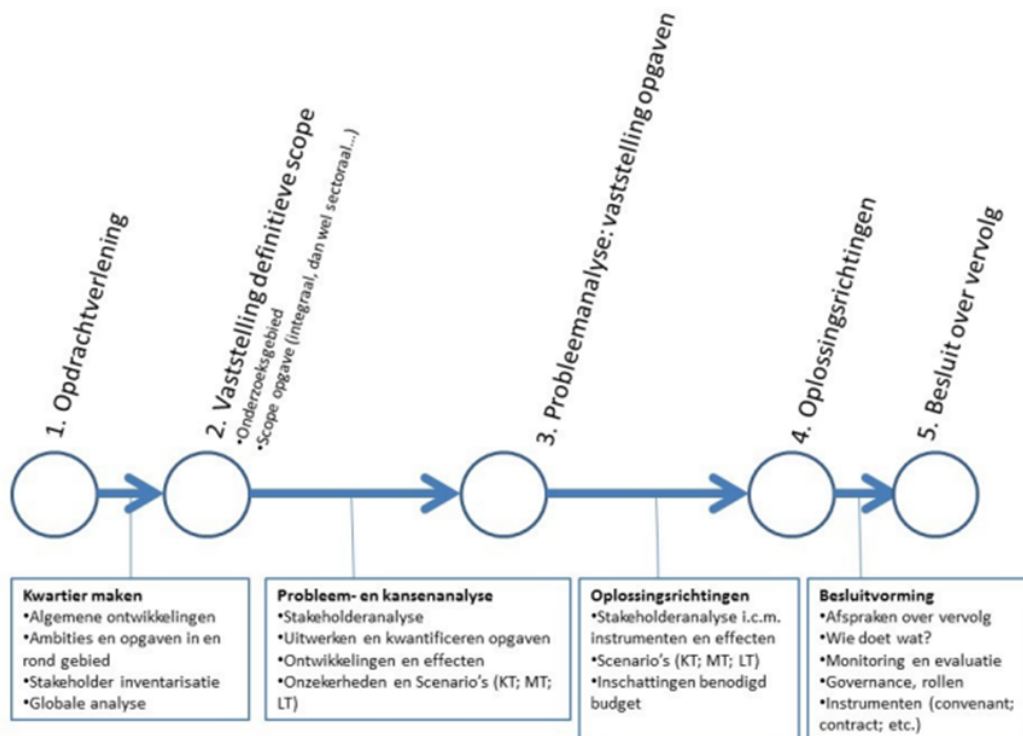 1. Opdrachtverlening
2. Vaststelling definitieve scope
•Onderzoeksgebied
•Scope opgave (integraal, dan wel sectoraal...)
3. Probleemanalyse: vaststelling opgaven
4. Oplossingsrichtingen
5. Besluit over vervolg
Kwartier maken
•Algemene ontwikkelingen
•Ambities en opgaven in en
rond gebied
•Stakeholder inventarisatie
•Globale analyse
Probleem- en kansenanalyse
•Stakeholderanalyse
•Uitwerken en kwantificeren opgaven
•Ontwikkelingen en effecten
•Onzekerheden en Scenario's (KT; MT;
LT)
Oplossingsrichtingen
•Stakeholderanalyse i.c.m.
instrumenten en effecten
•Scenario's (KT; MT; LT)
•Inschattingen benodigd
budget
Besluitvorming
•Afspraken over vervolg
•Wie doet wat?
•Monitoring en evaluatie
•Governance, rollen
•Instrumenten (convenant;
contract; etc.)